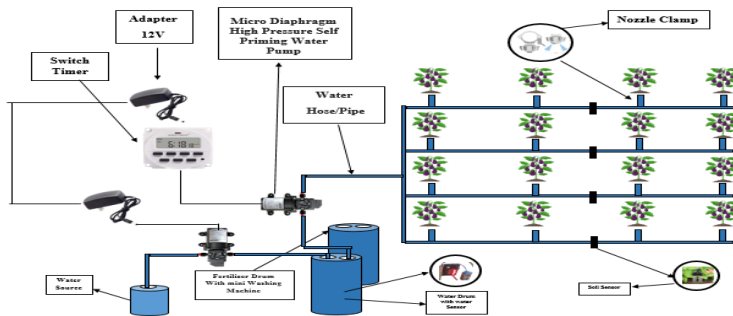 Adapter
12V
Micro Diaphragm
High Pressure Self
Priming Water
Pump
Nozzle Clamp
Switch
Timer
Water
Hose/Pipe
Water
Source
Fertilizer Drum
With mini Washing
Machine
Water Drum
with water
Sensor
Soil Sensor